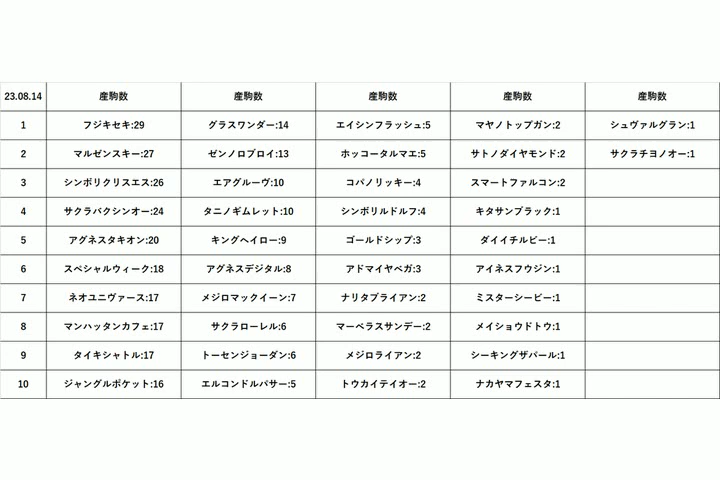 23.08.14 産駒数 産駒数 産駒数 産駒数 産駒数
1 フジキセキ:29 グラスワンダー:14 エイシンフラッシュ:5 マヤノトップガン:2 シュヴァルグラン:1
2 マルゼンスキー:27 ゼンノロブロイ:13 ホッコータルマエ:5 サトノダイヤモンド:2 サクラチヨノオー:1
3 シンボリクリスエス:26 エアグルーヴ:10 コパノリッキー:4 スマートファルコン:2
4 サクラバクシンオー:24 タニノギムレット:10 シンボリルドルフ:4 キタサンブラック:1
5 アグネスタキオン:20 キングヘイロー:9 ゴールドシップ:3 ダイイチルビー:1
6 スペシャルウィーク:18 アグネスデジタル:8 アドマイヤベガ:3 アイネスフウジン:1
7 ネオユニヴァース:17 メジロマックイーン:7 ナリタブライアン:2 ミスターシービー:1
8 マンハッタンカフェ:17 サクラローレル:6 マーベラスサンデー:2 メイショウドトウ:1
9 タイキシャトル:17 トーセンジョーダン:6 メジロライアン:2 シーキングザパール:1
10 ジャングルポケット:16 エルコンドルパサー:5 トウカイテイオー:2 ナカヤマフェスタ:1